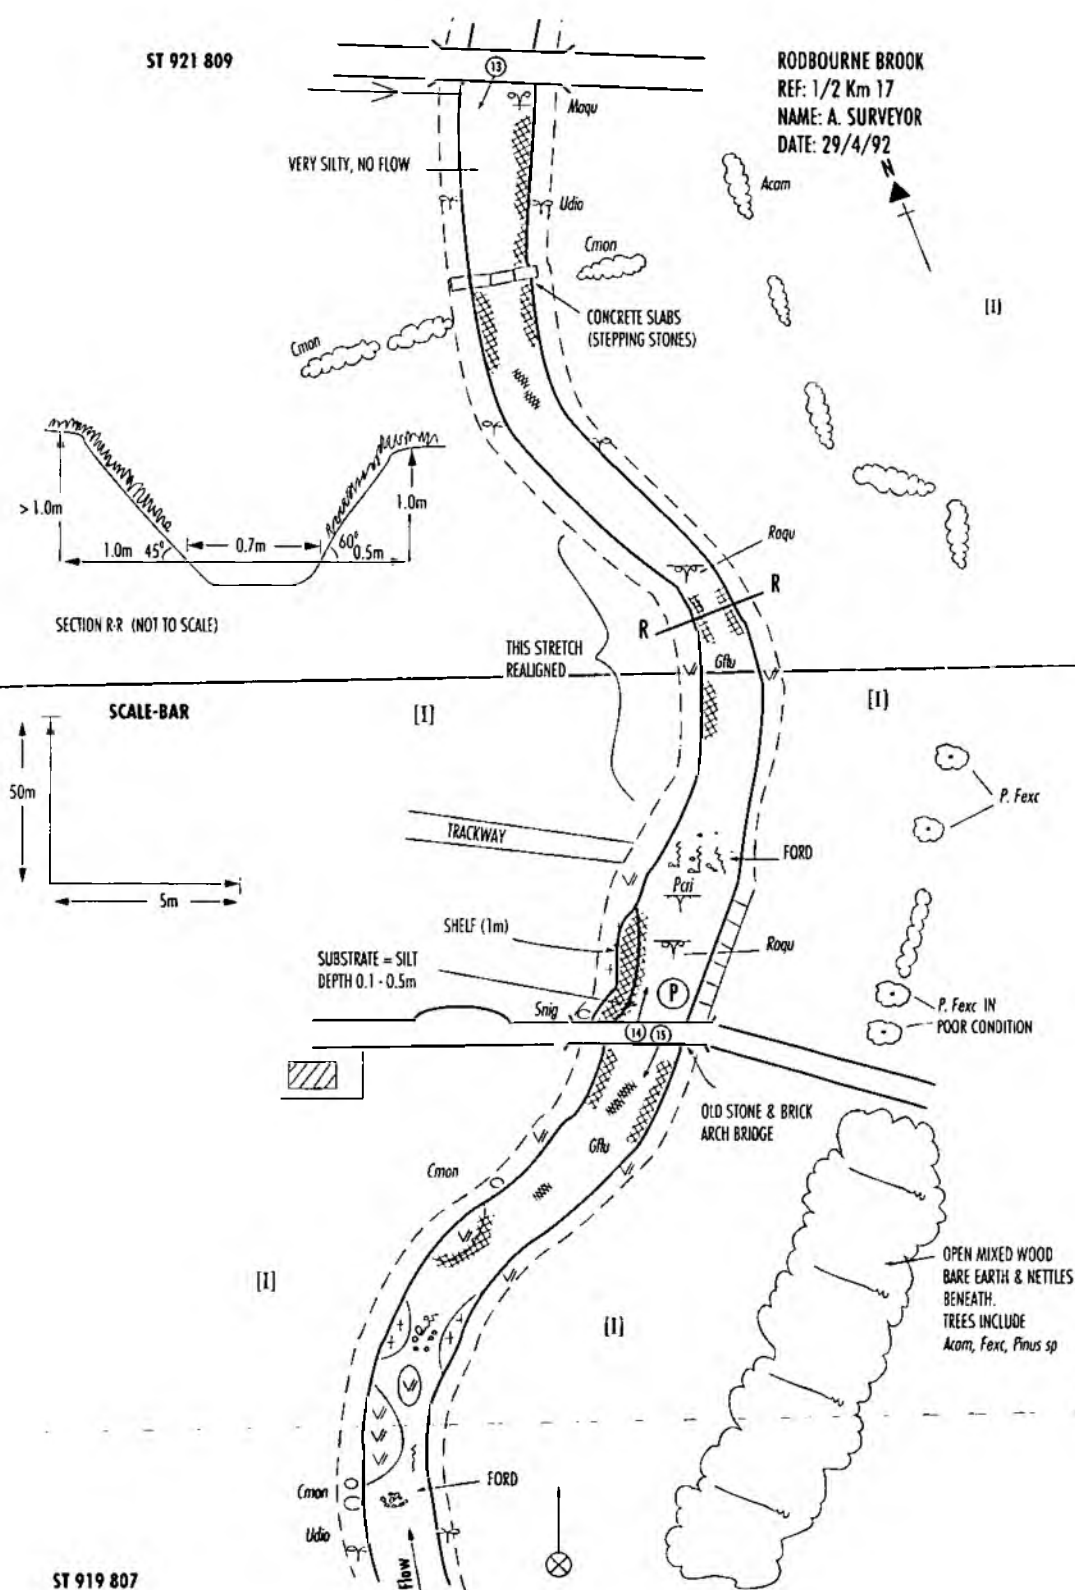 ST 921 809
RODBOURNE BROOK
REF: 1/2 Km 17
NAME: A. SURVEYOR
DATE: 29/4/92
N
13
Maqu
VERY SILTY, NO FLOW
Acam
Udio
Cmon
[I]
CONCRETE SLABS
(STEPPING STONES)
Cmon
> 1.0m
1.0m
45°
0.7m
60°
0.5m
1.0m
SECTION R-R (NOT TO SCALE)
Raqu
R
R
THIS STRETCH
REALIGNED
Gflu
SCALE-BAR
[I]
[I]
50m
5m
P. Fexc
TRACKWAY
FORD
Pcri
SHELF (1m)
Raqu
SUBSTRATE = SILT
DEPTH 0.1 - 0.5m
P
Snig
P. Fexc IN
POOR CONDITION
14
15
OLD STONE & BRICK
ARCH BRIDGE
Gflu
Cmon
[I]
[I]
OPEN MIXED WOOD
BARE EARTH & NETTLES
BENEATH.
TREES INCLUDE
Acam, Fexc, Pinus sp
Cmon
FORD
Udio
Flow
ST 919 807